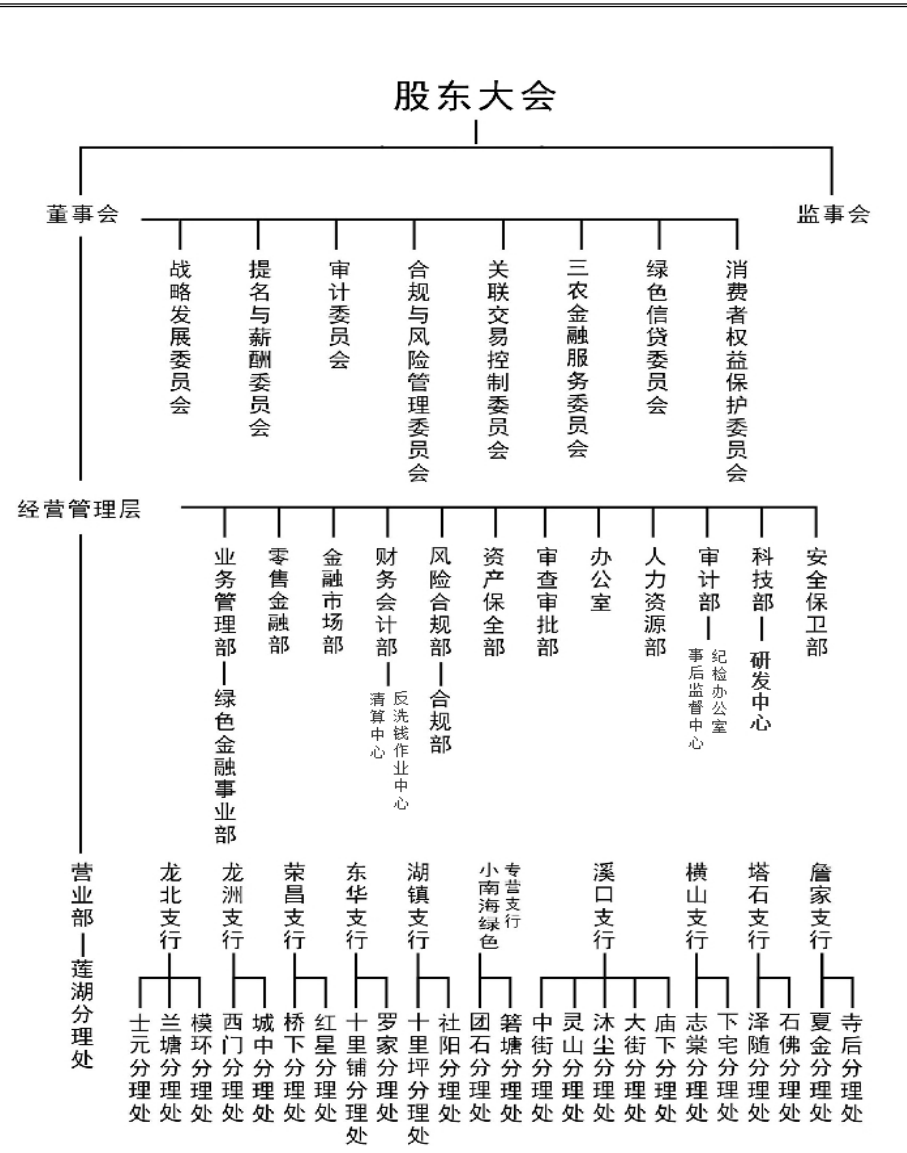 股东大会
董事会
监事会
战略发展委员会
提名与薪酬委员会
审计委员会
合规与风险管理委员会
关联交易控制委员会
三农金融服务委员会
绿色信贷委员会
消费者权益保护委员会
经营管理层
业务管理部
绿色金融事业部
零售金融部
金融市场部
财务会计部
反洗钱作业中心
清算中心
风险合规部
合规部
资产保全部
审查审批部
办公室
人力资源部
审计部
纪检办公室
事后监督中心
科技部
研发中心
安全保卫部
营业部
莲湖分理处
龙北支行
士元分理处
兰塘分理处
模环分理处
龙洲支行
西门分理处
城中分理处
荣昌支行
桥下分理处
红星分理处
东华支行
十里铺分理处
罗家分理处
湖镇支行
十里坪分理处
社阳分理处
小南海绿色
专营支行
团石分理处
箬塘分理处
溪口支行
中街分理处
灵山分理处
沐尘分理处
大街分理处
庙下分理处
横山支行
志棠分理处
下宅分理处
塔石支行
泽随分理处
石佛分理处
詹家支行
夏金分理处
寺后分理处